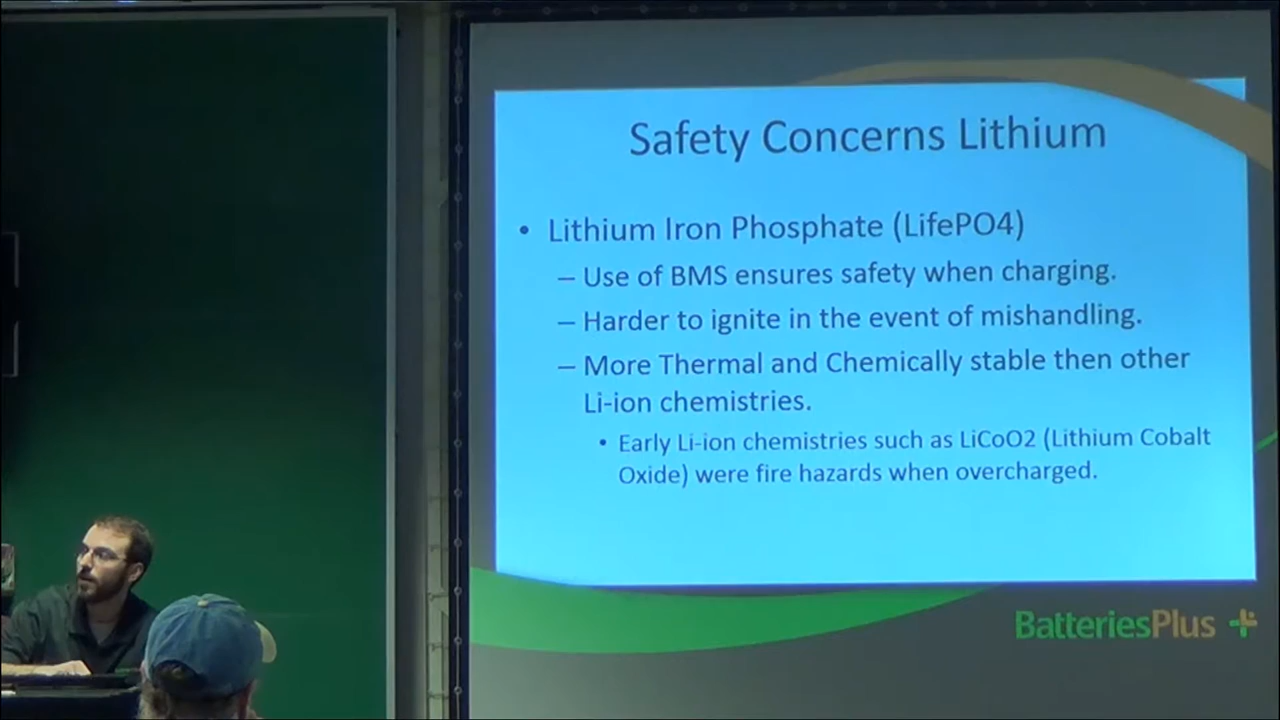 Safety Concerns Lithium
• Lithium Iron Phosphate (LifePO4)
– Use of BMS ensures safety when charging.
– Harder to ignite in the event of mishandling.
– More Thermal and Chemically stable then other
Li-ion chemistries.
• Early Li-ion chemistries such as LiCoO2 (Lithium Cobalt
Oxide) were fire hazards when overcharged.
BatteriesPlus